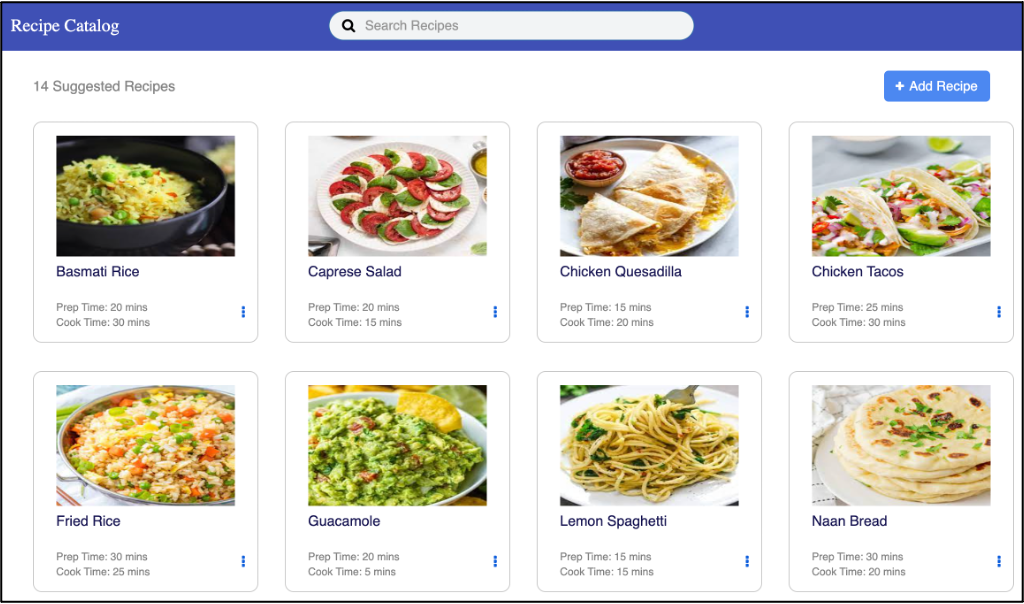 Recipe Catalog
Search Recipes
14 Suggested Recipes
+ Add Recipe
Basmati Rice
Prep Time: 20 mins
Cook Time: 30 mins
Caprese Salad
Prep Time: 20 mins
Cook Time: 15 mins
Chicken Quesadilla
Prep Time: 15 mins
Cook Time: 20 mins
Chicken Tacos
Prep Time: 25 mins
Cook Time: 30 mins
Fried Rice
Prep Time: 30 mins
Cook Time: 25 mins
Guacamole
Prep Time: 20 mins
Cook Time: 5 mins
Lemon Spaghetti
Prep Time: 15 mins
Cook Time: 15 mins
Naan Bread
Prep Time: 30 mins
Cook Time: 20 mins